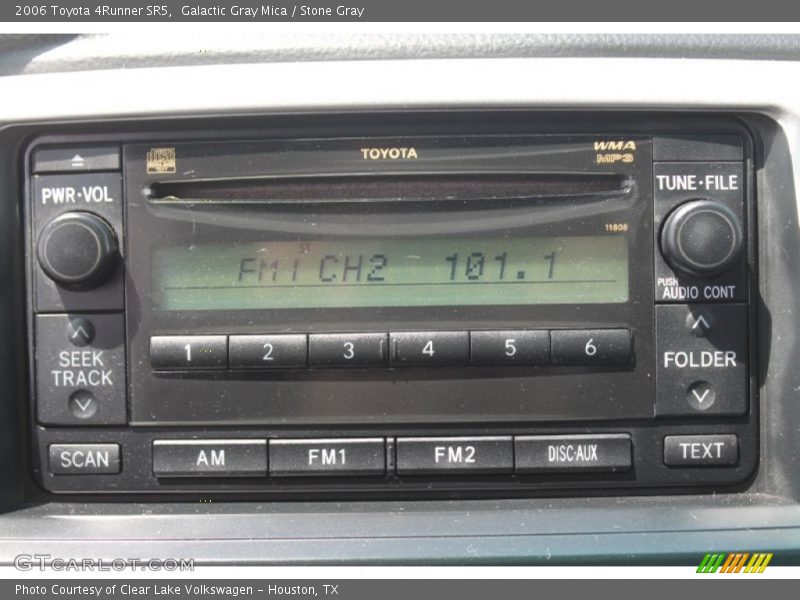 2006 Toyota 4Runner SR5, Galactic Gray Mica / Stone Gray
disc
TOYOTA
WMA
MP3
PWR·VOL
TUNE·FILE
11808
ST
FM1 CH2 101.1
PUSH
AUDIO CONT
1 2 3 4 5 6
SEEK
TRACK
FOLDER
SCAN
AM FM1 FM2 DISC·AUX
TEXT
GTCARLOT.COM
Photo Courtesy of Clear Lake Volkswagen - Houston, TX